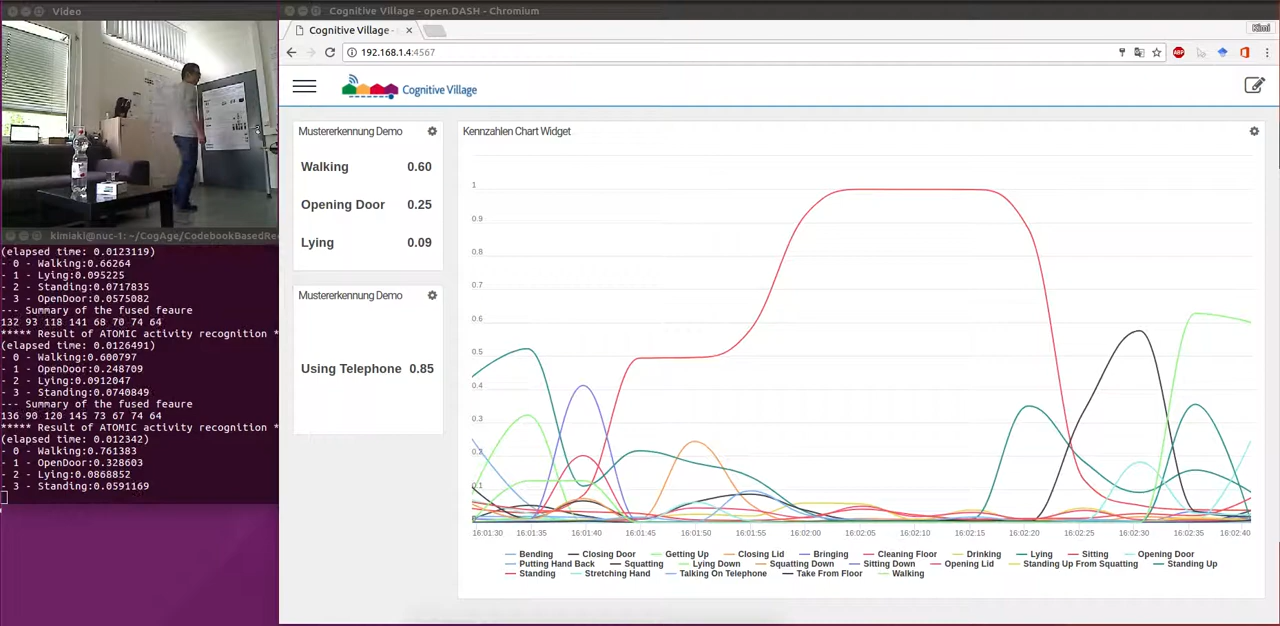 Video
Cognitive Village - open.DASH - Chromium
Cognitive Village -
Kimi
192.168.1.4:4567
ABP
Cognitive Village
Mustererkennung Demo
Walking 0.60
Opening Door 0.25
Lying 0.09
Mustererkennung Demo
Using Telephone 0.85
Kennzahlen Chart Widget
1
0.9
0.8
0.7
0.6
0.5
0.4
0.3
0.2
0.1
0
16:01:30 16:01:35 16:01:40 16:01:45 16:01:50 16:01:55 16:02:00 16:02:05 16:02:10 16:02:15 16:02:20 16:02:25 16:02:30 16:02:35 16:02:40
Bending Closing Door Getting Up Closing Lid Bringing Cleaning Floor Drinking Lying Sitting Opening Door
Putting Hand Back Squatting Lying Down Squatting Down Sitting Down Opening Lid Standing Up From Squatting Standing Up
Standing Stretching Hand Talking On Telephone Take From Floor Walking
kimiaki@nuc-1: ~/CogAge/CodebookBasedRe
(elapsed time: 0.0123119)
- 0 - Walking:0.66264
- 1 - Lying:0.095225
- 2 - Standing:0.0717835
- 3 - OpenDoor:0.0575082
--- Summary of the fused feaure
132 93 118 141 68 70 74 64
***** Result of ATOMIC activity recognition *
(elapsed time: 0.0126491)
- 0 - Walking:0.600797
- 1 - OpenDoor:0.248709
- 2 - Lying:0.0912047
- 3 - Standing:0.0740849
--- Summary of the fused feaure
136 90 120 145 73 67 74 64
***** Result of ATOMIC activity recognition *
(elapsed time: 0.012342)
- 0 - Walking:0.761383
- 1 - OpenDoor:0.328603
- 2 - Lying:0.0868852
- 3 - Standing:0.0591169